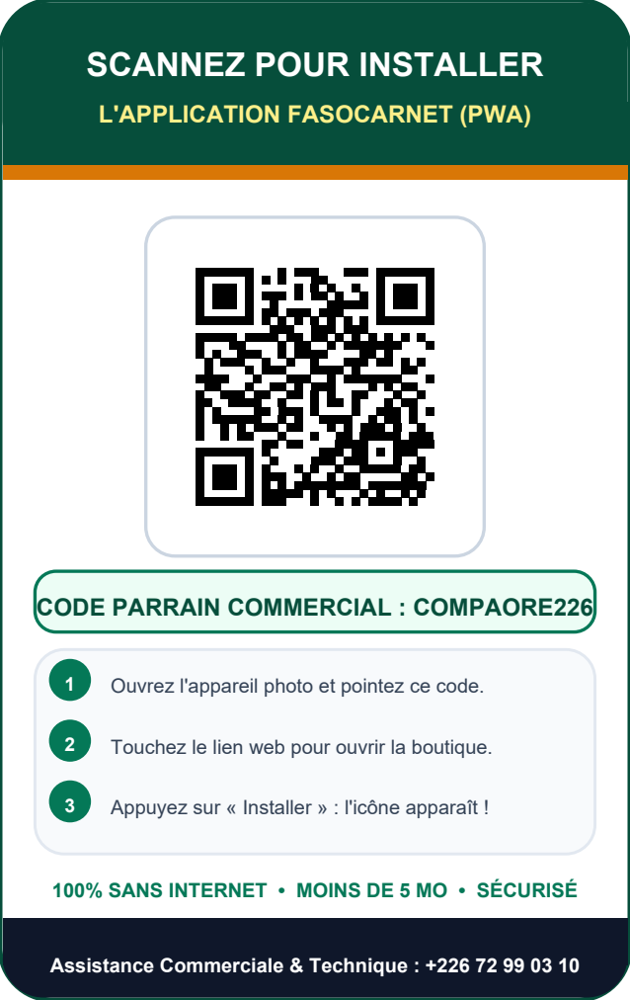 SCANNEZ POUR INSTALLER
L'APPLICATION FASOCARNET (PWA)
CODE PARRAIN COMMERCIAL : COMPAORE226
1 Ouvrez l'appareil photo et pointez ce code.
2 Touchez le lien web pour ouvrir la boutique.
3 Appuyez sur « Installer » : l'icône apparaît !
100% SANS INTERNET • MOINS DE 5 MO • SÉCURISÉ
Assistance Commerciale & Technique : +226 72 99 03 10